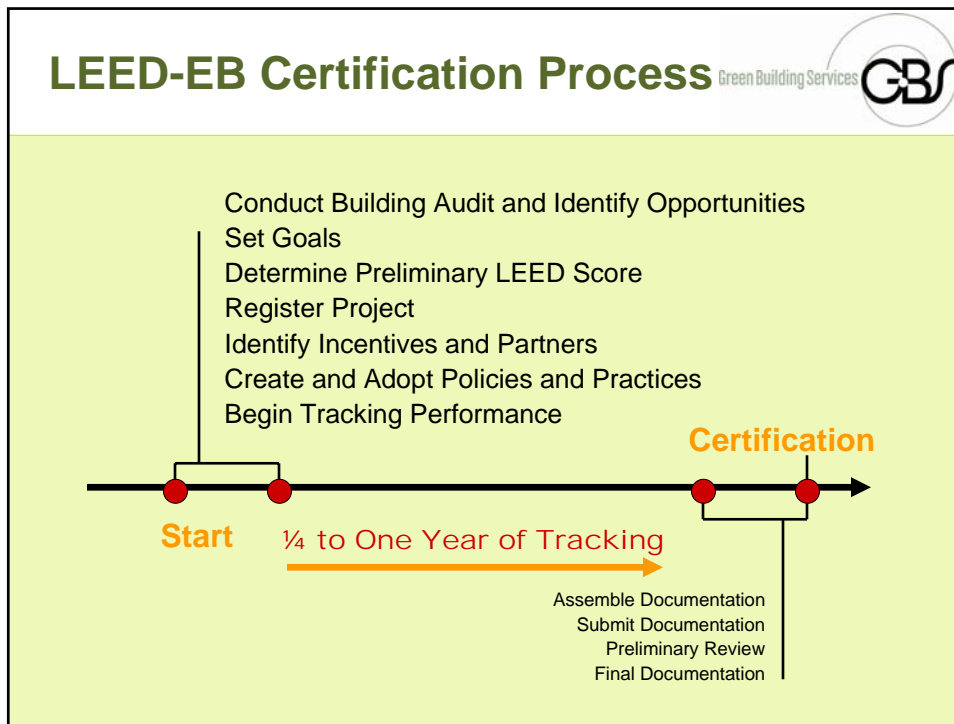 LEED-EB Certification Process
Green Building Services
GBS
Conduct Building Audit and Identify Opportunities
Set Goals
Determine Preliminary LEED Score
Register Project
Identify Incentives and Partners
Create and Adopt Policies and Practices
Begin Tracking Performance
Certification
Start
¼ to One Year of Tracking
Assemble Documentation
Submit Documentation
Preliminary Review
Final Documentation